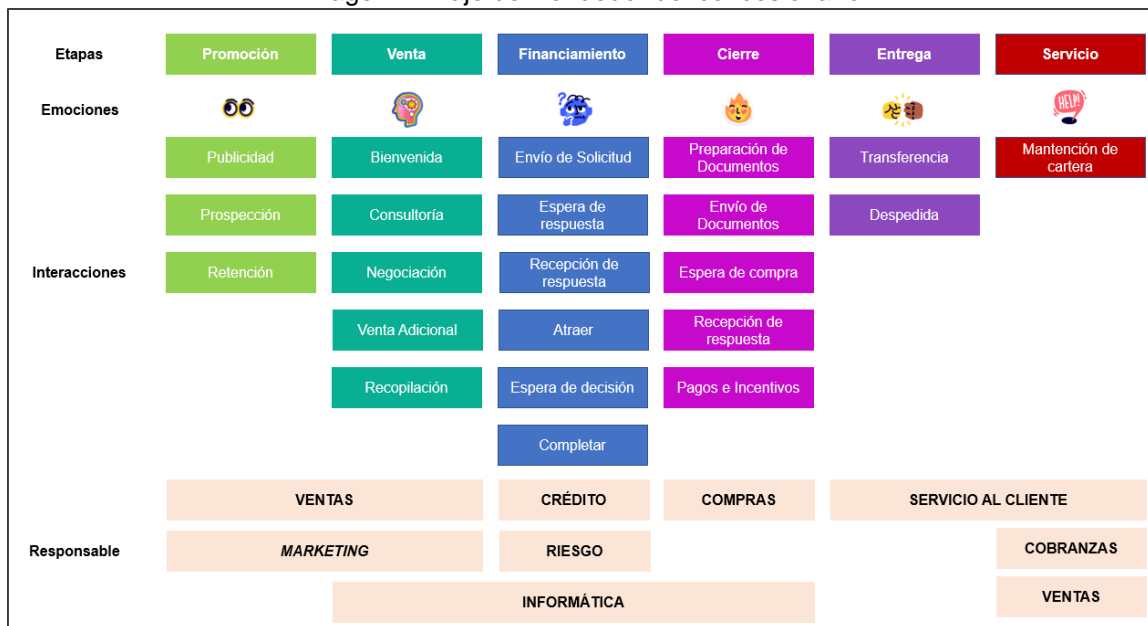 Etapas
Promoción
Venta
Financiamiento
Cierre
Entrega
Servicio
Emociones
HELP!
Interacciones
Publicidad
Bienvenida
Envío de Solicitud
Preparación de
Documentos
Transferencia
Mantención de
cartera
Prospección
Consultoría
Espera de
respuesta
Envío de
Documentos
Despedida
Retención
Negociación
Recepción de
respuesta
Espera de compra
Venta Adicional
Atraer
Recepción de
respuesta
Recopilación
Espera de decisión
Pagos e Incentivos
Completar
Responsable
VENTAS
CRÉDITO
COMPRAS
SERVICIO AL CLIENTE
MARKETING
RIESGO
COBRANZAS
INFORMÁTICA
VENTAS